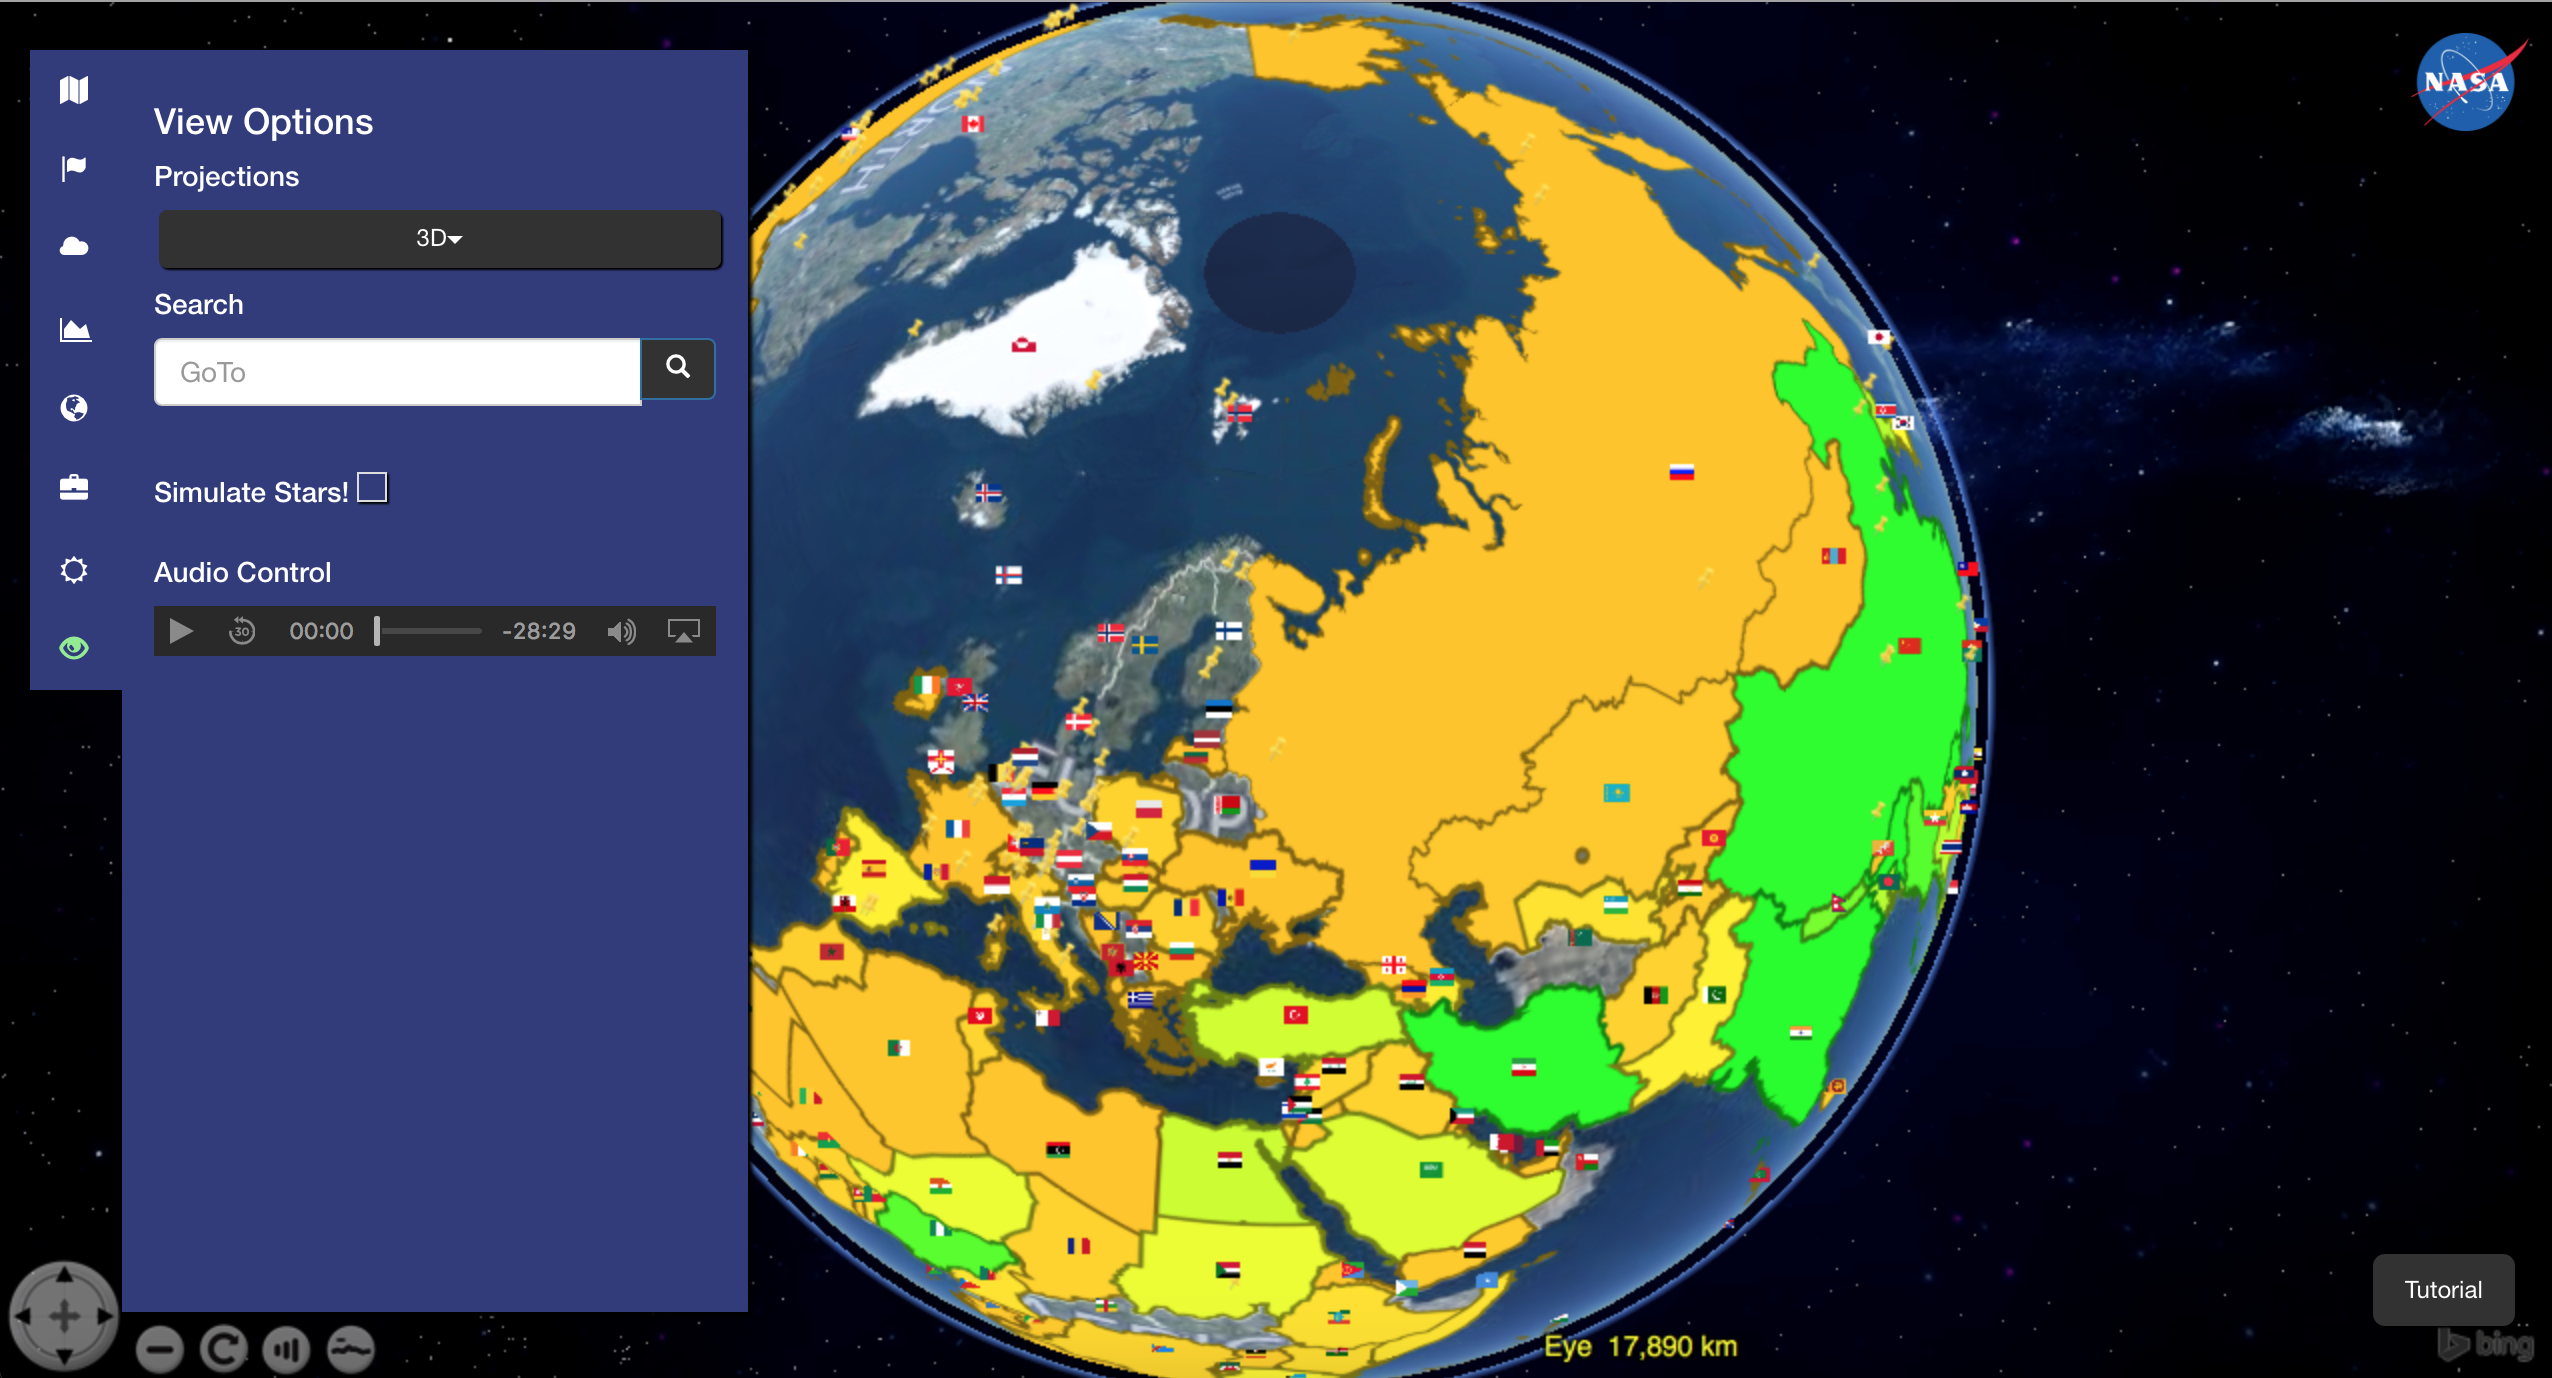 View Options
Projections
3D
Search
GoTo
Simulate Stars!
Audio Control
30
00:00
-28:29
NASA
Eye 17,890 km
Tutorial
bing